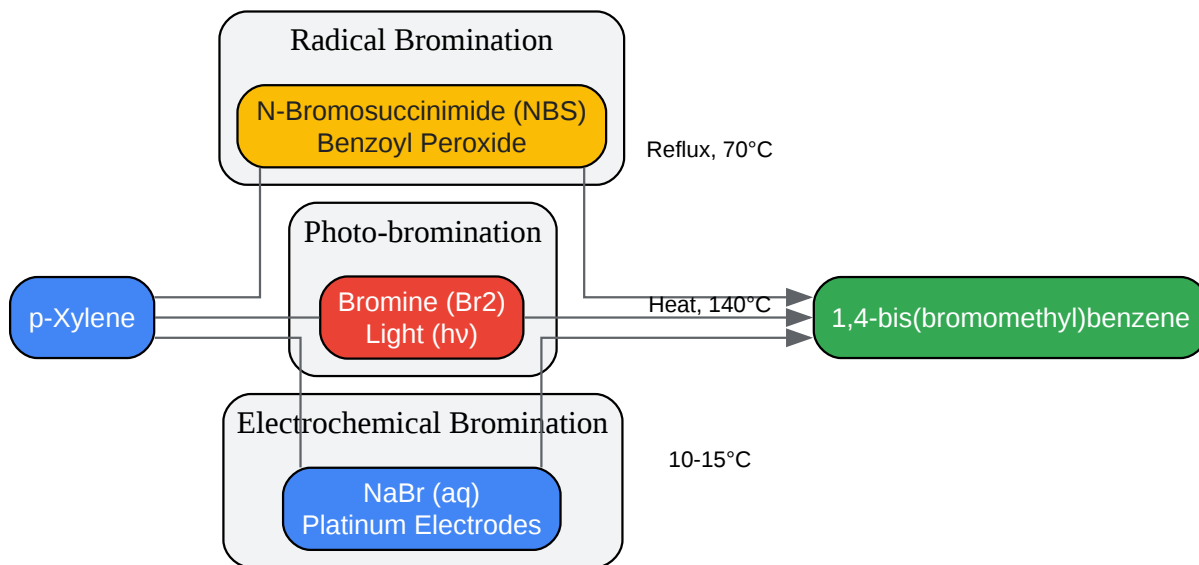 Radical Bromination
N-Bromosuccinimide (NBS)
Benzoyl Peroxide
Reflux, 70°C
Photo-bromination
p-Xylene
Bromine (Br2)
Light (hν)
Heat, 140°C
1,4-bis(bromomethyl)benzene
Electrochemical Bromination
10-15°C
NaBr (aq)
Platinum Electrodes